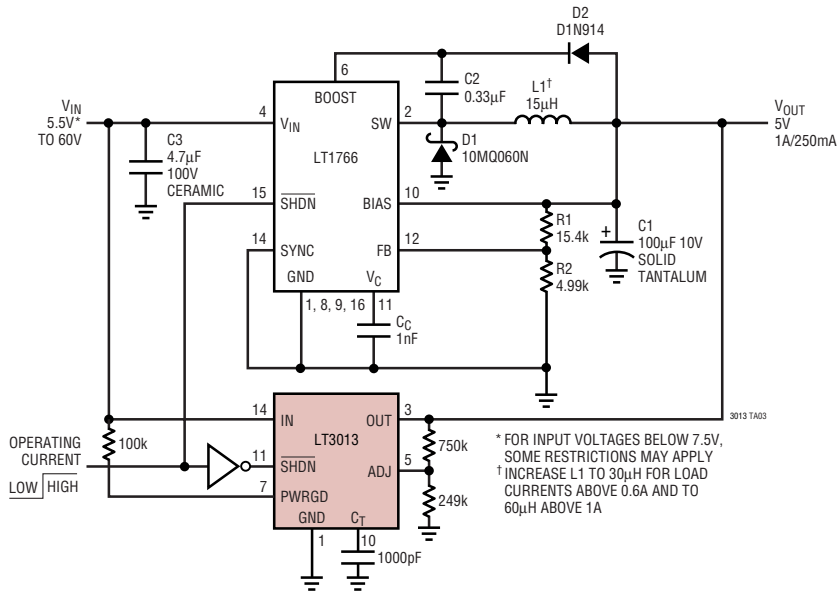 D2
D1N914
6
BOOST
C2
0.33µF
L1†
15µH
VIN
5.5V*
TO 60V
4
VIN
SW
2
VOUT
5V
1A/250mA
LT1766
D1
10MQ060N
C3
4.7µF
100V
CERAMIC
15
SHDN
BIAS
10
R1
15.4k
C1
100µF 10V
SOLID
TANTALUM
+
14
SYNC
FB
12
R2
4.99k
GND
VC
1, 8, 9, 16
11
CC
1nF
14
IN
OUT
3
3013 TA03
LT3013
100k
750k
OPERATING
CURRENT
LOW HIGH
11
SHDN
ADJ
5
7
PWRGD
249k
GND
CT
1
10
1000pF
* FOR INPUT VOLTAGES BELOW 7.5V,
SOME RESTRICTIONS MAY APPLY
† INCREASE L1 TO 30µH FOR LOAD
CURRENTS ABOVE 0.6A AND TO
60µH ABOVE 1A